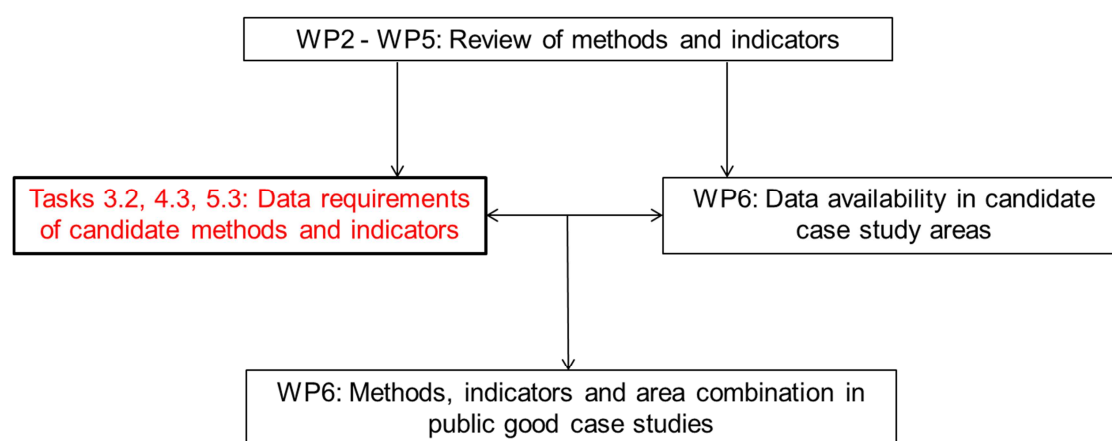 WP2 - WP5: Review of methods and indicators
Tasks 3.2, 4.3, 5.3: Data requirements
of candidate methods and indicators
WP6: Data availability in candidate
case study areas
WP6: Methods, indicators and area combination in
public good case studies